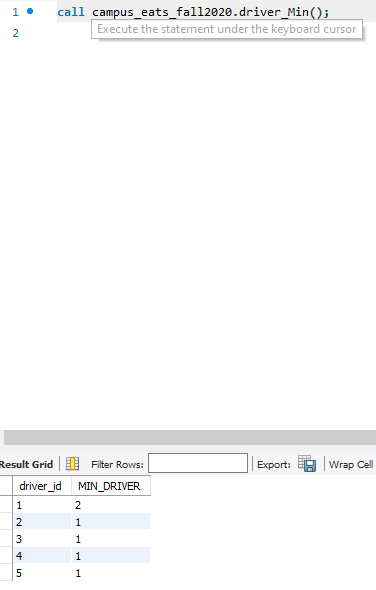 1 call campus_eats_fall2020.driver_Min();
Execute the statement under the keyboard cursor
2
Result Grid Filter Rows: Export: Wrap Cell
driver_id MIN_DRIVER
1 2
2 1
3 1
4 1
5 1